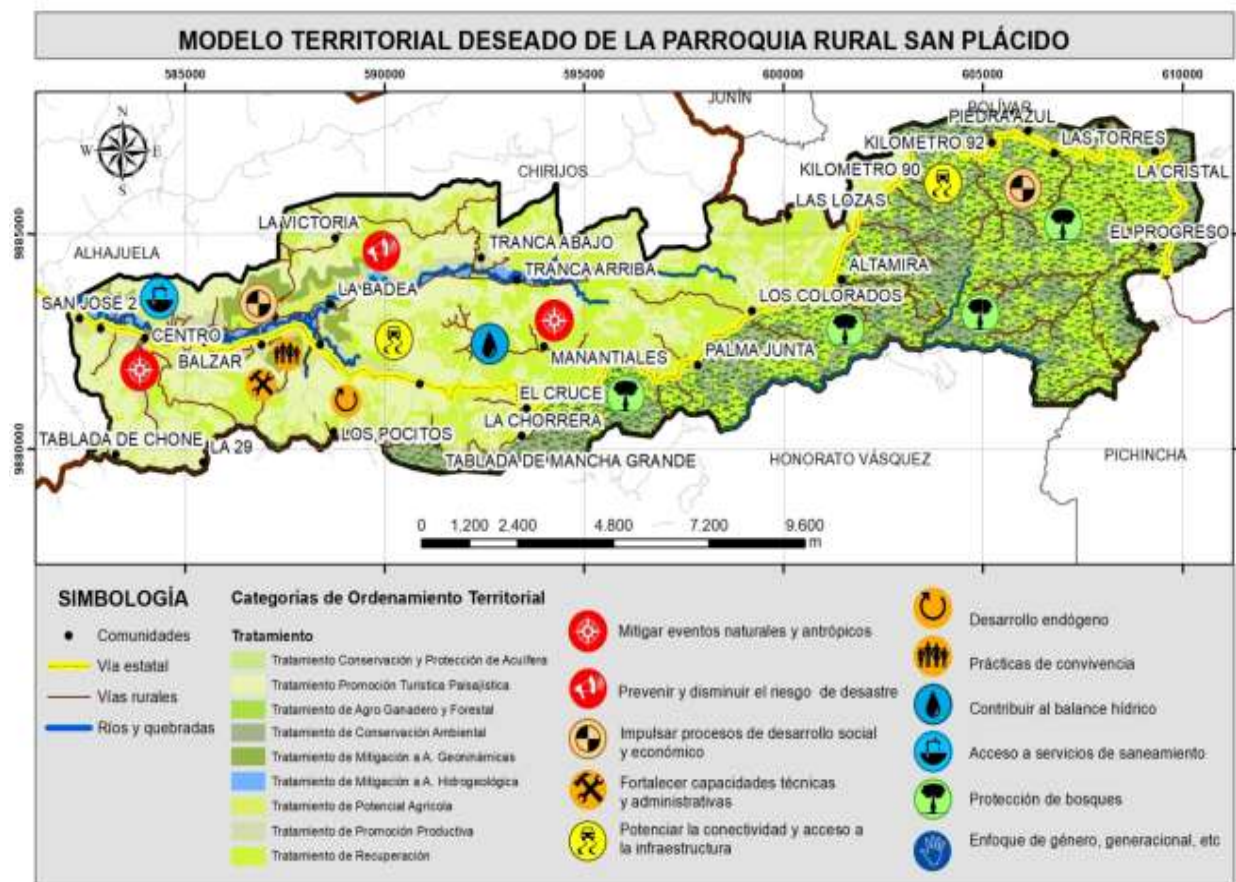 MODELO TERRITORIAL DESEADO DE LA PARROQUIA RURAL SAN PLÁCIDO
585000 590000 595000 600000 605000 610000
N
W E
S
JUNÍN
BOLÍVAR
PIEDRA AZUL
KILOMETRO 92
LAS TORRES
CHIRIJOS
KILOMETRO 90
LA CRISTAL
LAS LOZAS
LA VICTORIA
9885000
ALHAJUELA
TRANCA ABAJO
EL PROGRESO
TRANCA ARRIBA
ALTAMIRA
LA BADEA
SAN JOSÉ 2
LOS COLORADOS
CENTRO
BALZAR
MANANTIALES
PALMA JUNTA
EL CRUCE
LA CHORRERA
TABLADA DE CHONE
LA 29
LOS POCITOS
9880000
TABLADA DE MANCHA GRANDE
HONORATO VÁSQUEZ
PICHINCHA
0 1.200 2.400 4.800 7.200 9.600
m
SIMBOLOGÍA
Comunidades
Vía estatal
Vías rurales
Ríos y quebradas
Categorias de Ordenamiento Territorial
Tratamiento
Tratamiento Conservación y Protección de Acuífera
Tratamiento Promoción Turística Paisajística
Tratamiento de Agro Ganadero y Forestal
Tratamiento de Conservación Ambiental
Tratamiento de Mitigación a A. Geoninámicas
Tratamiento de Mitigación a A. Hidrogeológica
Tratamiento de Potencial Agrícola
Tratamiento de Promoción Productiva
Tratamiento de Recuperación
Mitigar eventos naturales y antrópicos
Prevenir y disminuir el riesgo de desastre
Impulsar procesos de desarrollo social
y económico
Fortalecer capacidades técnicas
y administrativas
Potenciar la conectividad y acceso a
la infraestructura
Desarrollo endógeno
Prácticas de convivencia
Contribuir al balance hídrico
Acceso a servicios de saneamiento
Protección de bosques
Enfoque de género, generacional, etc